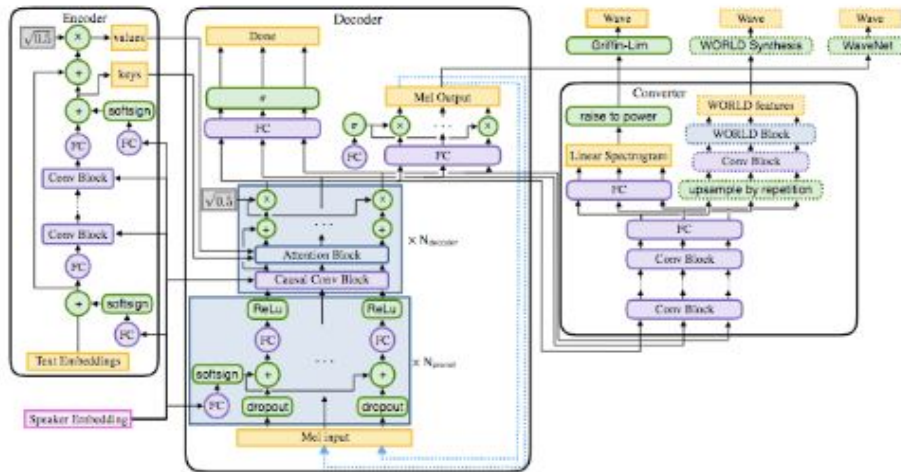 Encoder
√0.5
×
values
+
keys
+
softsign
FC
FC
Conv Block
Conv Block
FC
+
softsign
FC
Text Embeddings
Speaker Embedding
Decoder
Done
σ
FC
Mel Output
σ
×
. . .
×
FC
FC
√0.5
×
. . .
×
+
+
Attention Block
Causal Conv Block
× N decoder
ReLu
ReLu
FC
FC
. . .
× N prenet
softsign
+
+
FC
dropout
dropout
Mel input
Wave
Wave
Wave
Griffin-Lim
WORLD Synthesis
WaveNet
Converter
raise to power
WORLD features
WORLD Block
Linear Spectrogram
Conv Block
FC
upsample by repetition
FC
Conv Block
Conv Block